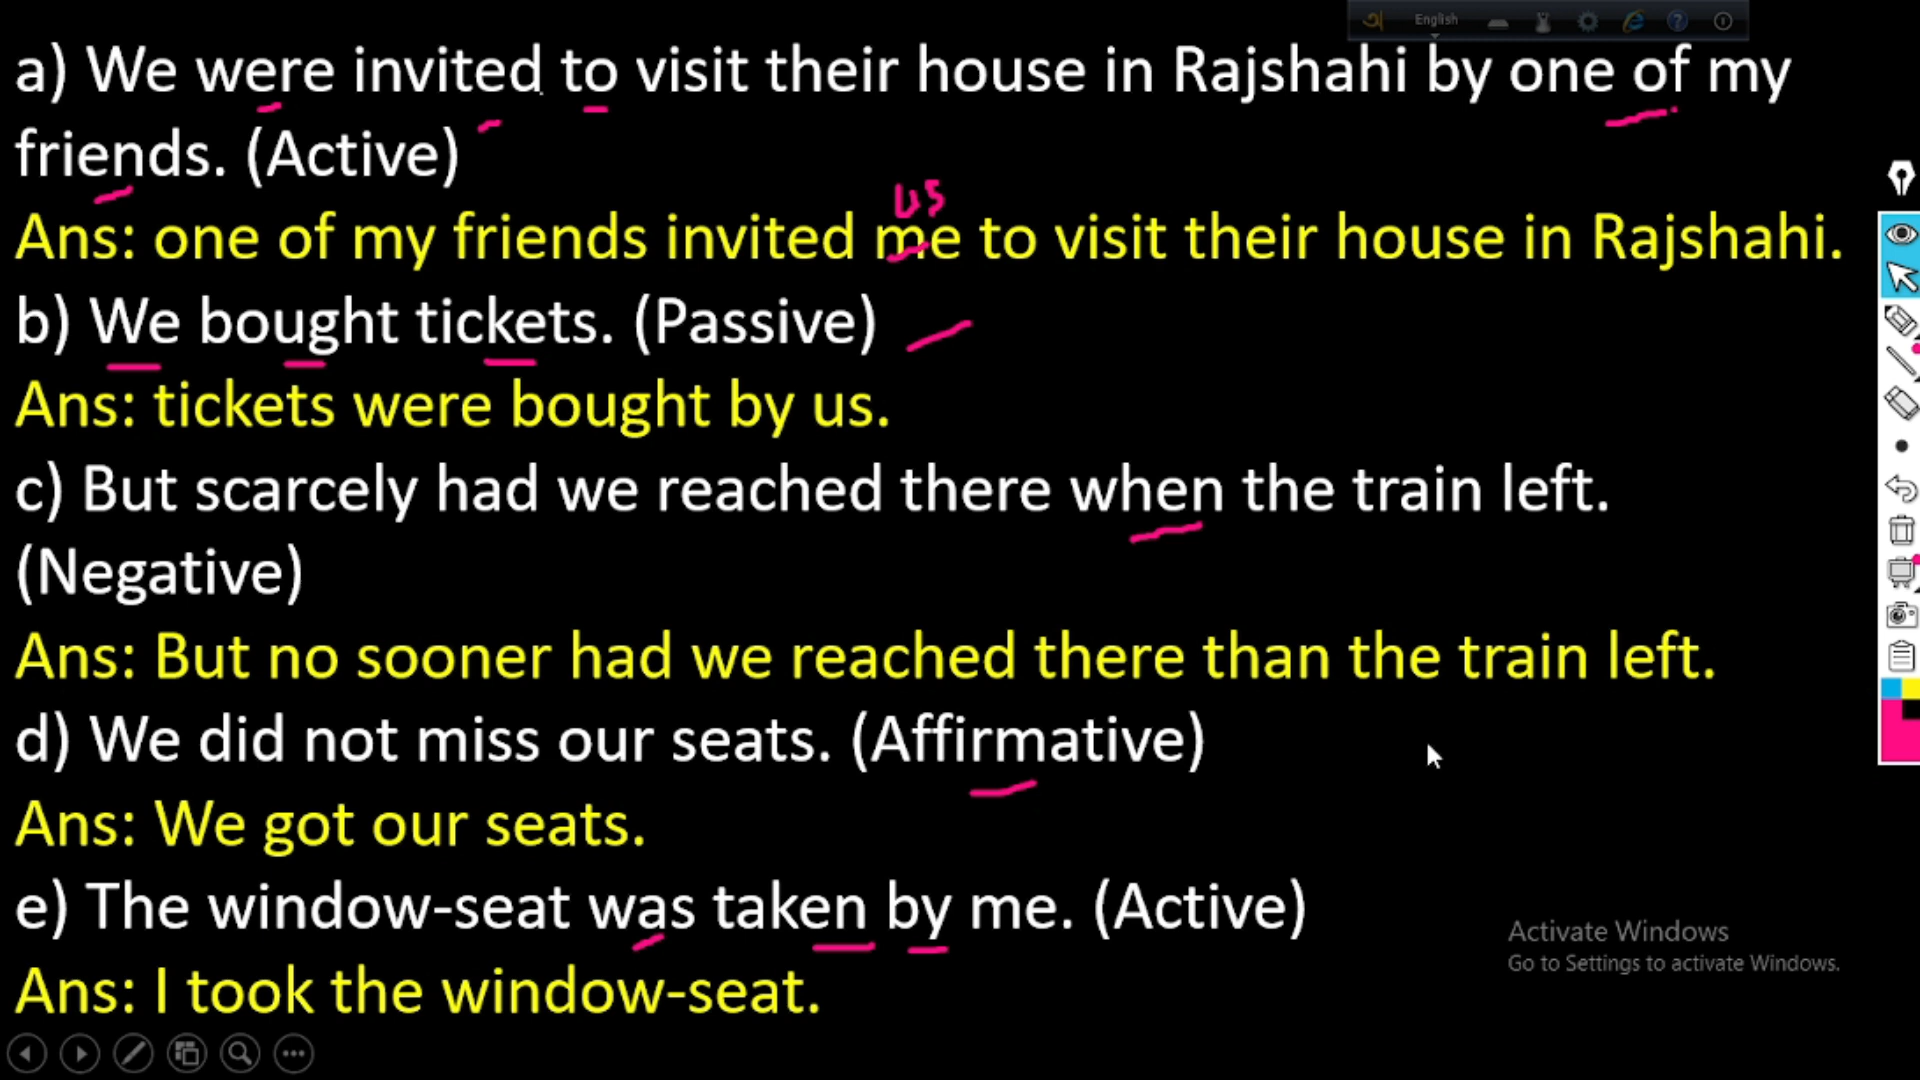 English
a) We were invited to visit their house in Rajshahi by one of my
friends. (Active)
us
Ans: one of my friends invited me to visit their house in Rajshahi.
b) We bought tickets. (Passive)
Ans: tickets were bought by us.
c) But scarcely had we reached there when the train left.
(Negative)
Ans: But no sooner had we reached there than the train left.
d) We did not miss our seats. (Affirmative)
Ans: We got our seats.
e) The window-seat was taken by me. (Active)
Ans: I took the window-seat.
Activate Windows
Go to Settings to activate Windows.